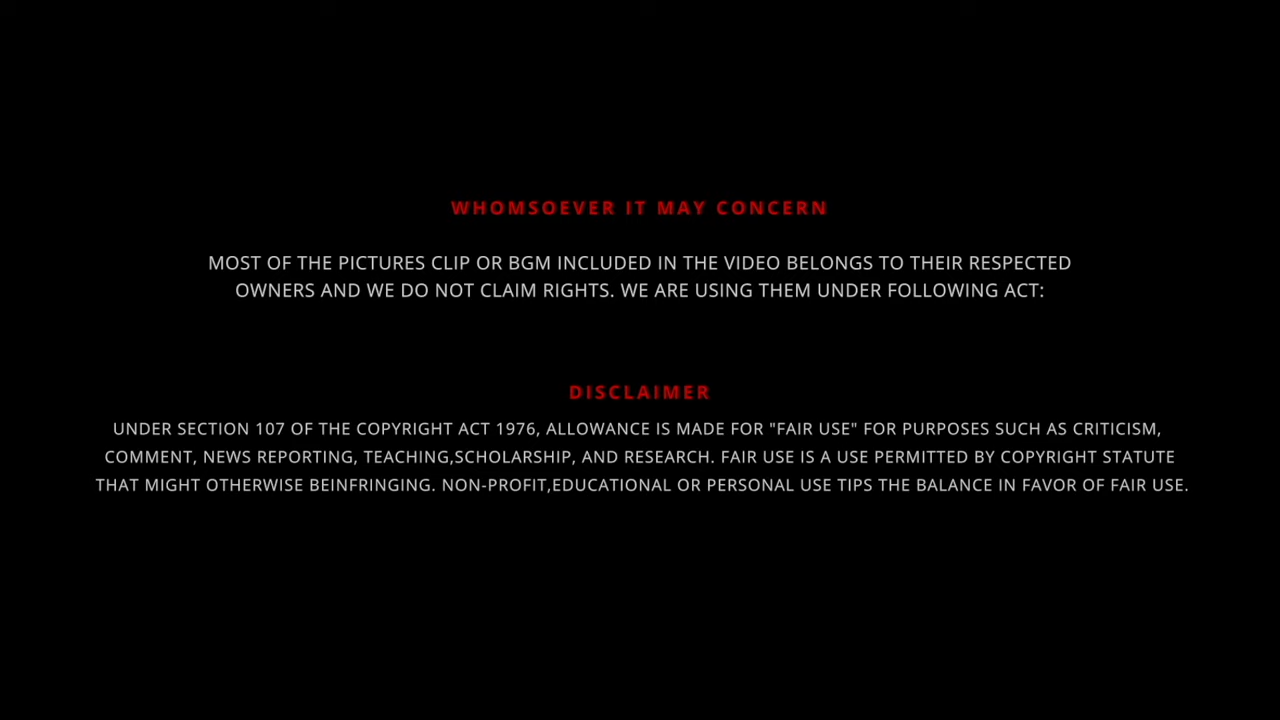 WHOMSOEVER IT MAY CONCERN
MOST OF THE PICTURES CLIP OR BGM INCLUDED IN THE VIDEO BELONGS TO THEIR RESPECTED
OWNERS AND WE DO NOT CLAIM RIGHTS. WE ARE USING THEM UNDER FOLLOWING ACT:
DISCLAIMER
UNDER SECTION 107 OF THE COPYRIGHT ACT 1976, ALLOWANCE IS MADE FOR "FAIR USE" FOR PURPOSES SUCH AS CRITICISM,
COMMENT, NEWS REPORTING, TEACHING,SCHOLARSHIP, AND RESEARCH. FAIR USE IS A USE PERMITTED BY COPYRIGHT STATUTE
THAT MIGHT OTHERWISE BEINFRINGING. NON-PROFIT,EDUCATIONAL OR PERSONAL USE TIPS THE BALANCE IN FAVOR OF FAIR USE.